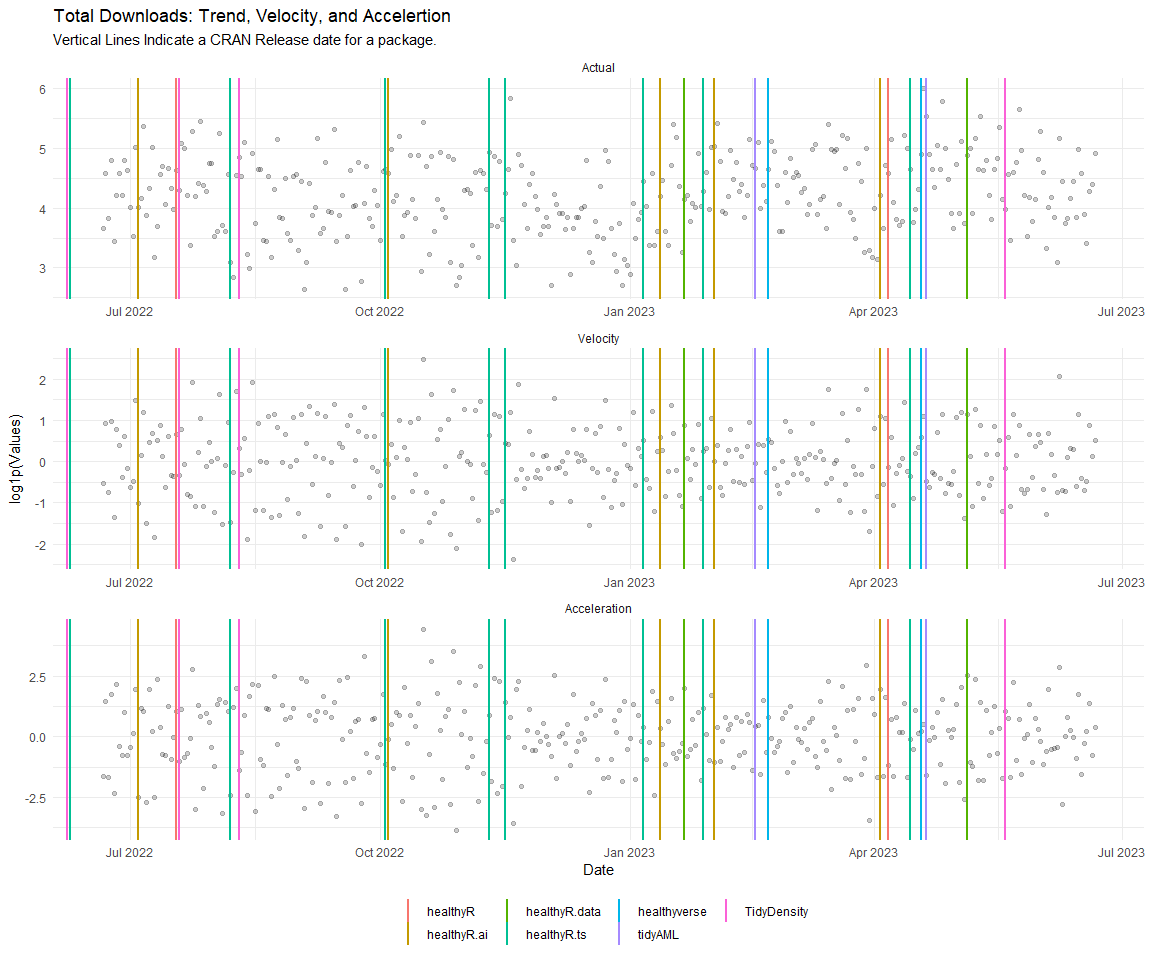 Total Downloads: Trend, Velocity, and Accelertion
Vertical Lines Indicate a CRAN Release date for a package.
Actual
6
5
4
3
Jul 2022
Oct 2022
Jan 2023
Apr 2023
Jul 2023
Velocity
log1p(Values)
2
1
0
-1
-2
Jul 2022
Oct 2022
Jan 2023
Apr 2023
Jul 2023
Acceleration
2.5
0.0
-2.5
Jul 2022
Oct 2022
Jan 2023
Apr 2023
Jul 2023
Date
healthyR
healthyR.data
healthyverse
TidyDensity
healthyR.ai
healthyR.ts
tidyAML